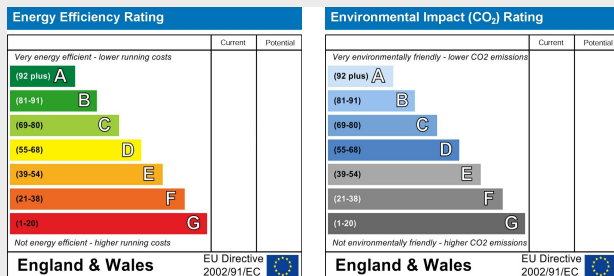 Energy Efficiency Rating
Current Potential
Very energy efficient - lower running costs
(92 plus) A
(81-91) B
(69-80) C
(55-68) D
(39-54) E
(21-38) F
(1-20) G
Not energy efficient - higher running costs
England & Wales
EU Directive
2002/91/EC
Environmental Impact (CO₂) Rating
Current Potential
Very environmentally friendly - lower CO2 emissions
(92 plus) A
(81-91) B
(69-80) C
(55-68) D
(39-54) E
(21-38) F
(1-20) G
Not environmentally friendly - higher CO2 emissions
England & Wales
EU Directive
2002/91/EC